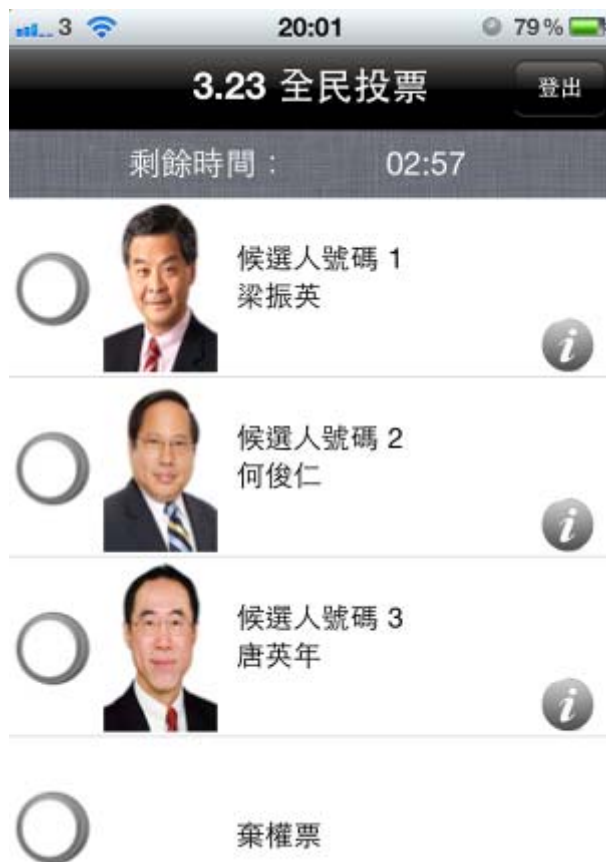 3 20:01 79%
3.23 全民投票 登出
剩餘時間： 02:57
候選人號碼 1
梁振英
i
候選人號碼 2
何俊仁
i
候選人號碼 3
唐英年
i
棄權票